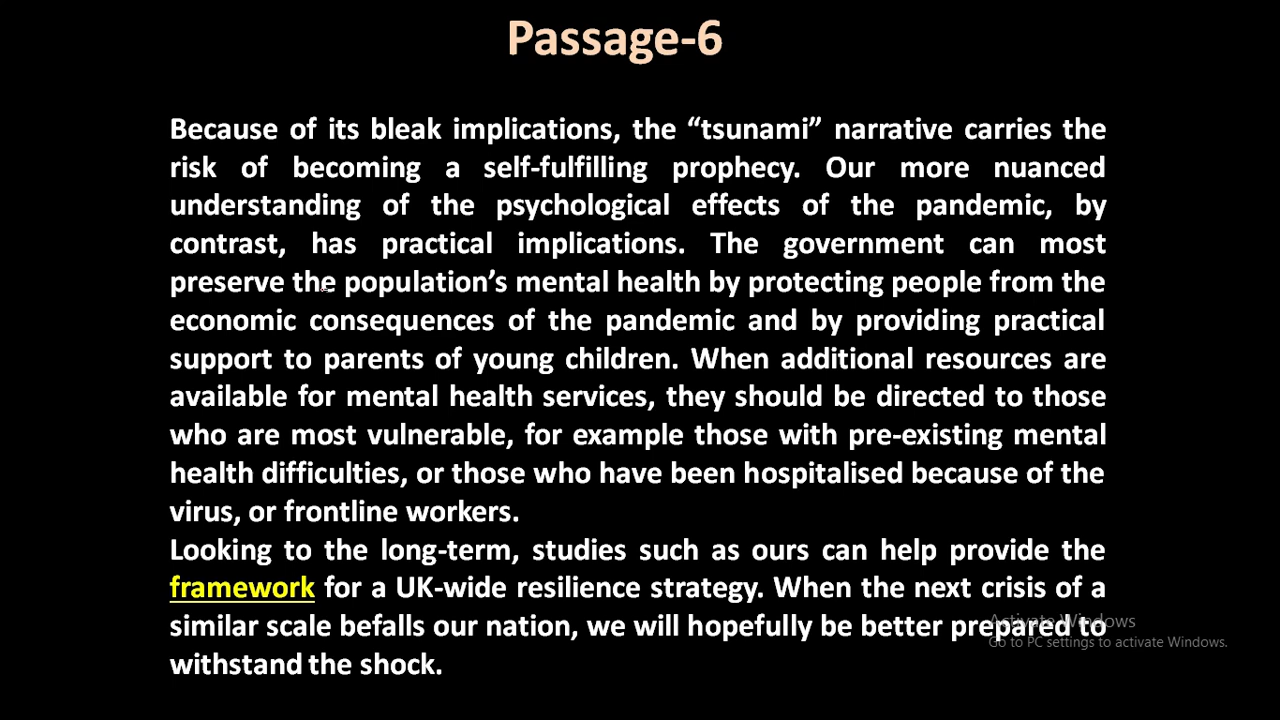 Passage-6
Because of its bleak implications, the “tsunami” narrative carries the
risk of becoming a self-fulfilling prophecy. Our more nuanced
understanding of the psychological effects of the pandemic, by
contrast, has practical implications. The government can most
preserve the population’s mental health by protecting people from the
economic consequences of the pandemic and by providing practical
support to parents of young children. When additional resources are
available for mental health services, they should be directed to those
who are most vulnerable, for example those with pre-existing mental
health difficulties, or those who have been hospitalised because of the
virus, or frontline workers.
Looking to the long-term, studies such as ours can help provide the
framework for a UK-wide resilience strategy. When the next crisis of a
similar scale befalls our nation, we will hopefully be better prepared to
withstand the shock.
Activate Windows
Go to PC settings to activate Windows.